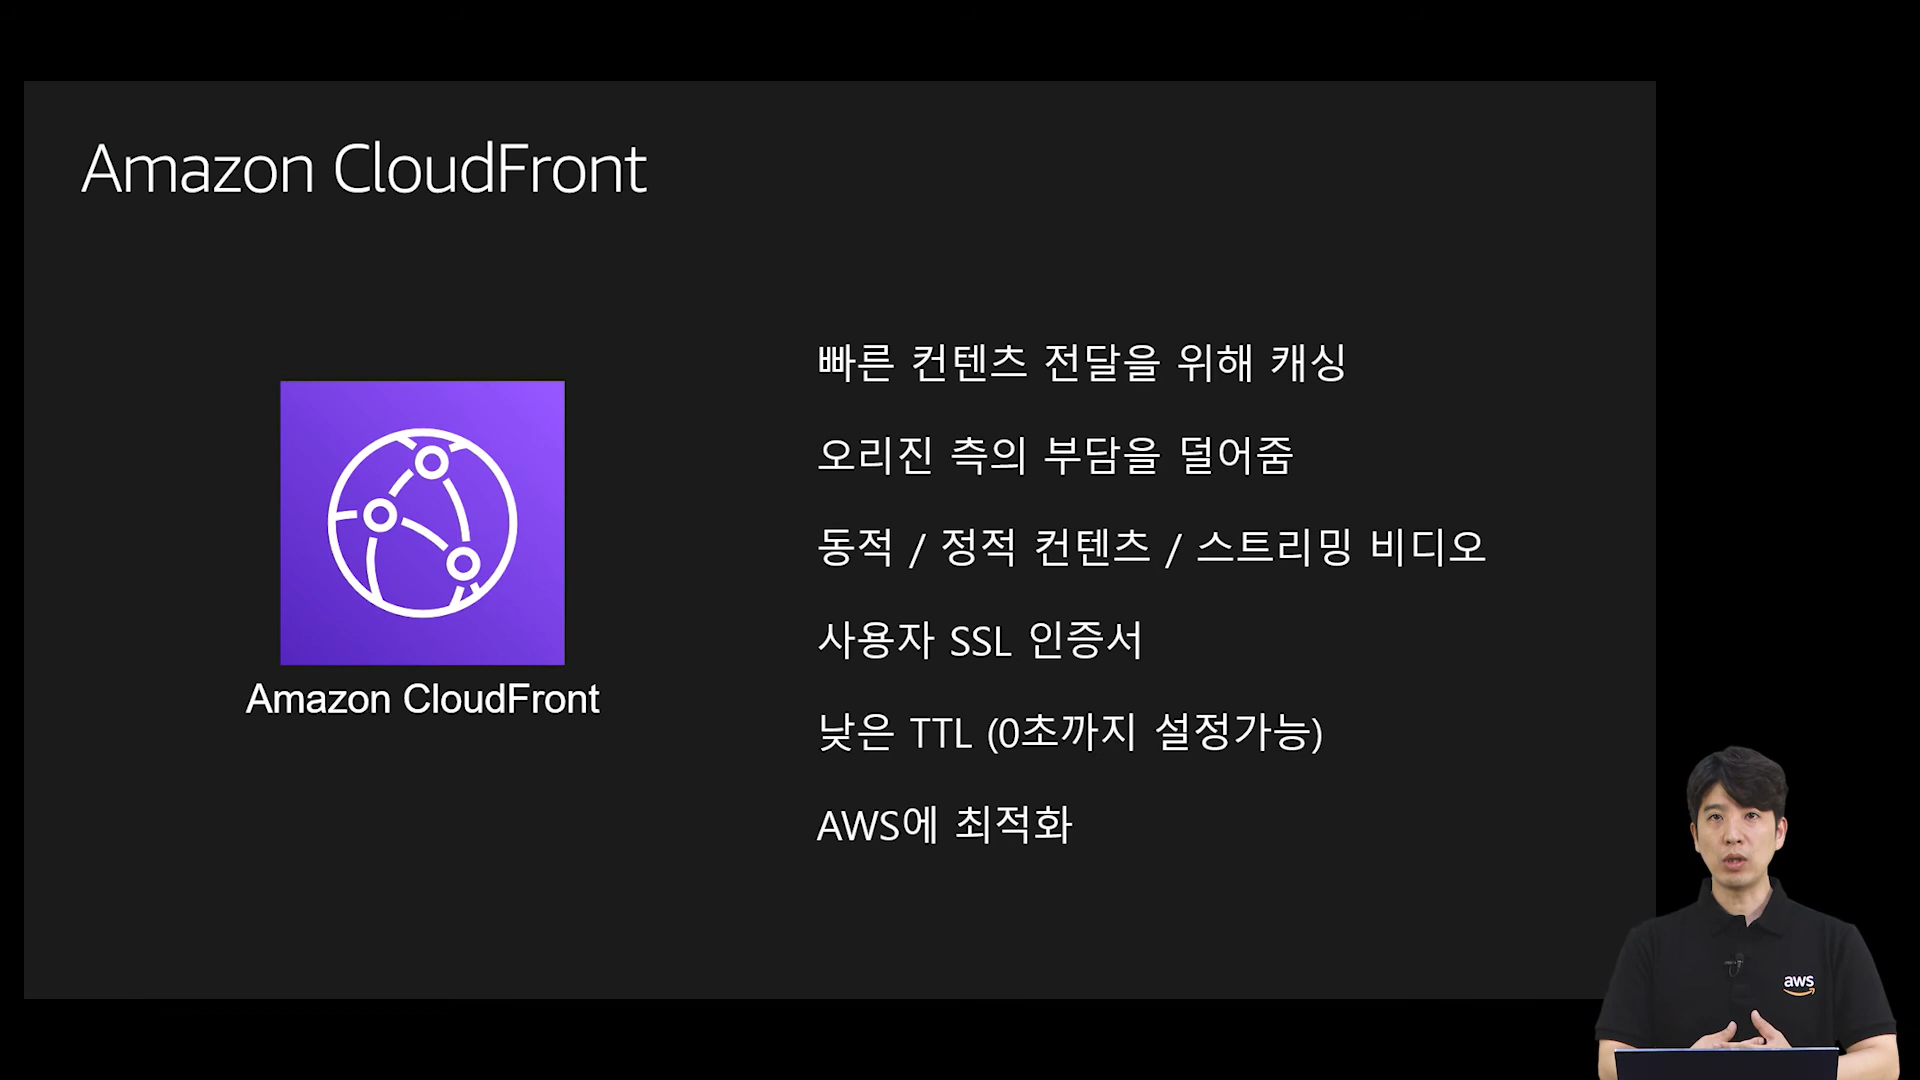 Amazon CloudFront
빠른 컨텐츠 전달을 위해 캐싱
오리진 측의 부담을 덜어줌
동적 / 정적 컨텐츠 / 스트리밍 비디오
사용자 SSL 인증서
낮은 TTL (0초까지 설정가능)
AWS에 최적화
Amazon CloudFront
aws